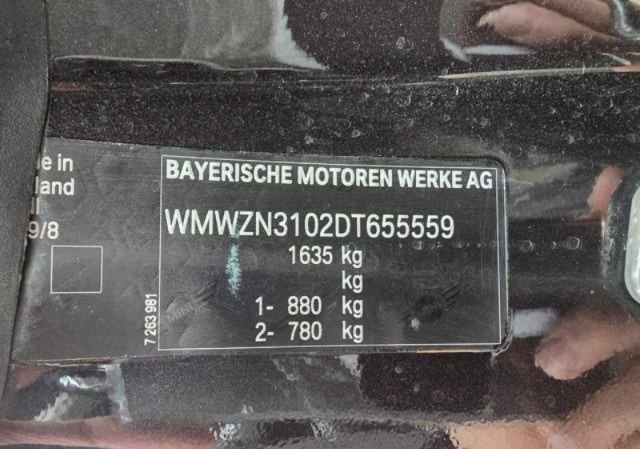 e in
land
9/8
BAYERISCHE MOTOREN WERKE AG
WMWZN3102DT655559
1635 kg
kg
1- 880 kg
2- 780 kg
7 263 981